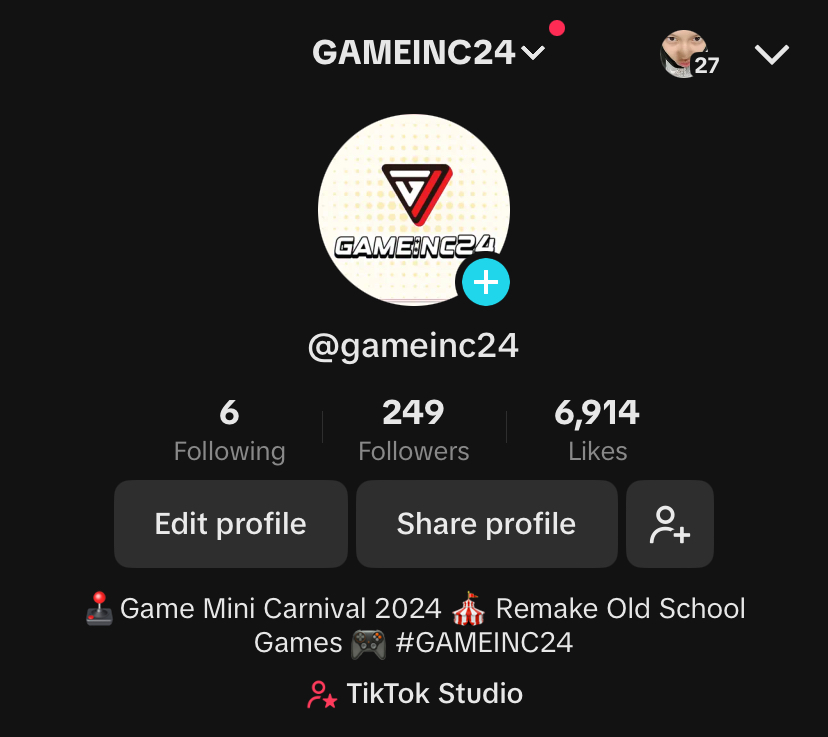 GAMEINC24
27
GAMEINC24
@gameinc24
6 249 6,914
Following Followers Likes
Edit profile Share profile
🕹️Game Mini Carnival 2024 🎪 Remake Old School
Games 🎮 #GAMEINC24
TikTok Studio